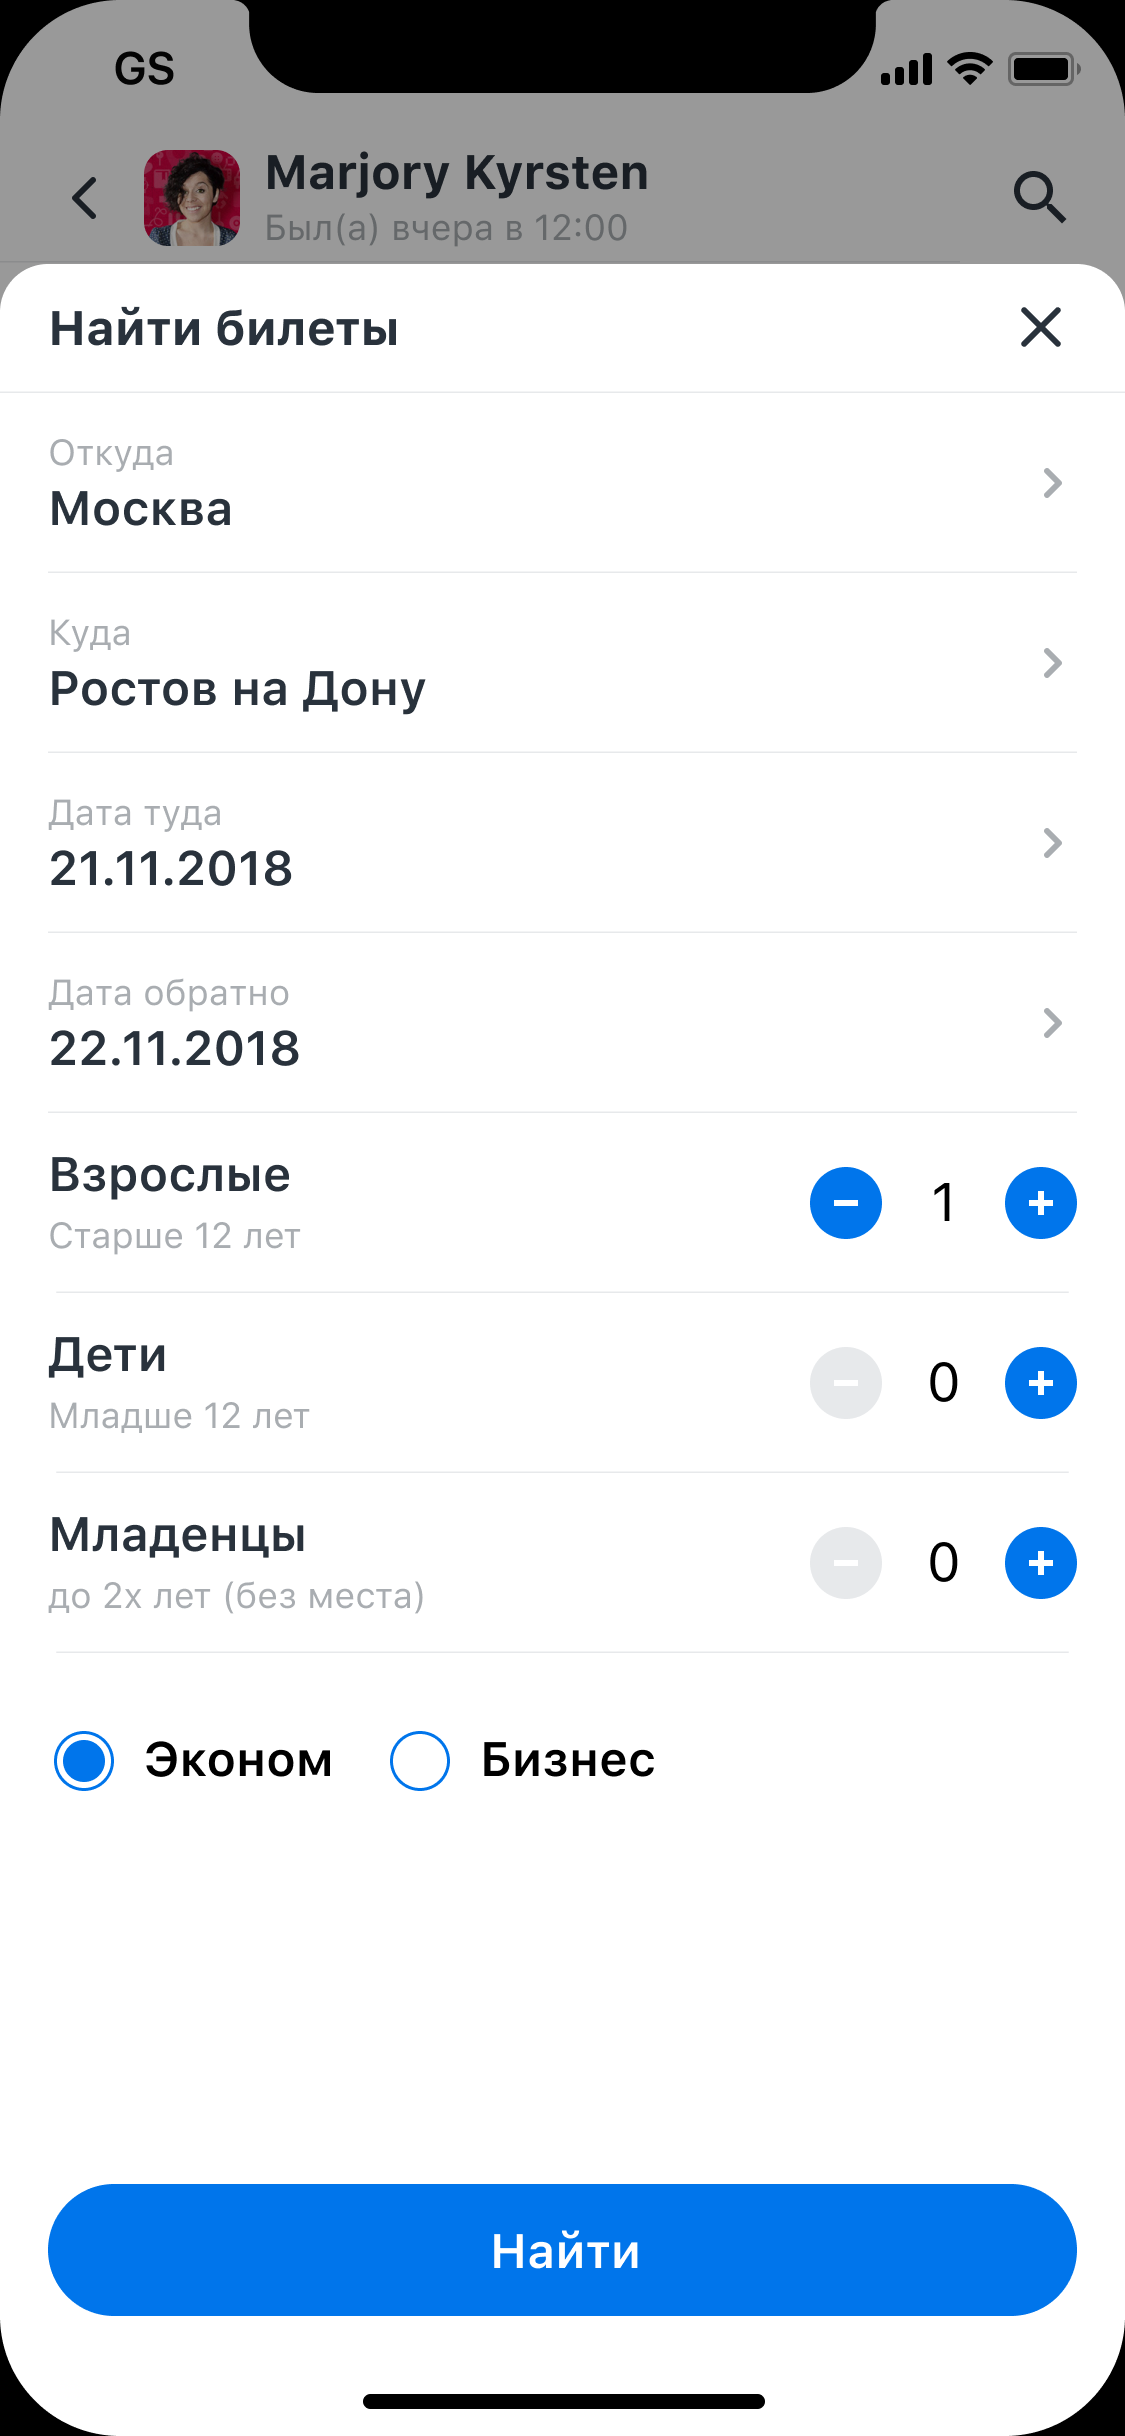 GS
Marjory Kyrsten
Был(а) вчера в 12:00
Найти билеты
Откуда
Москва
Куда
Ростов на Дону
Дата туда
21.11.2018
Дата обратно
22.11.2018
Взрослые
1
Старше 12 лет
Дети
0
Младше 12 лет
Младенцы
0
до 2х лет (без места)
Эконом Бизнес
Найти